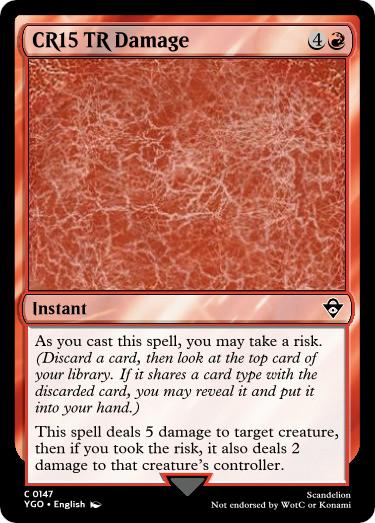 CR15 TR Damage
4
Instant
As you cast this spell, you may take a risk.
(Discard a card, then look at the top card of
your library. If it shares a card type with the
discarded card, you may reveal it and put it
into your hand.)
This spell deals 5 damage to target creature,
then if you took the risk, it also deals 2
damage to that creature's controller.
C 0147
YGO • English
Scandelion
Not endorsed by WotC or Konami